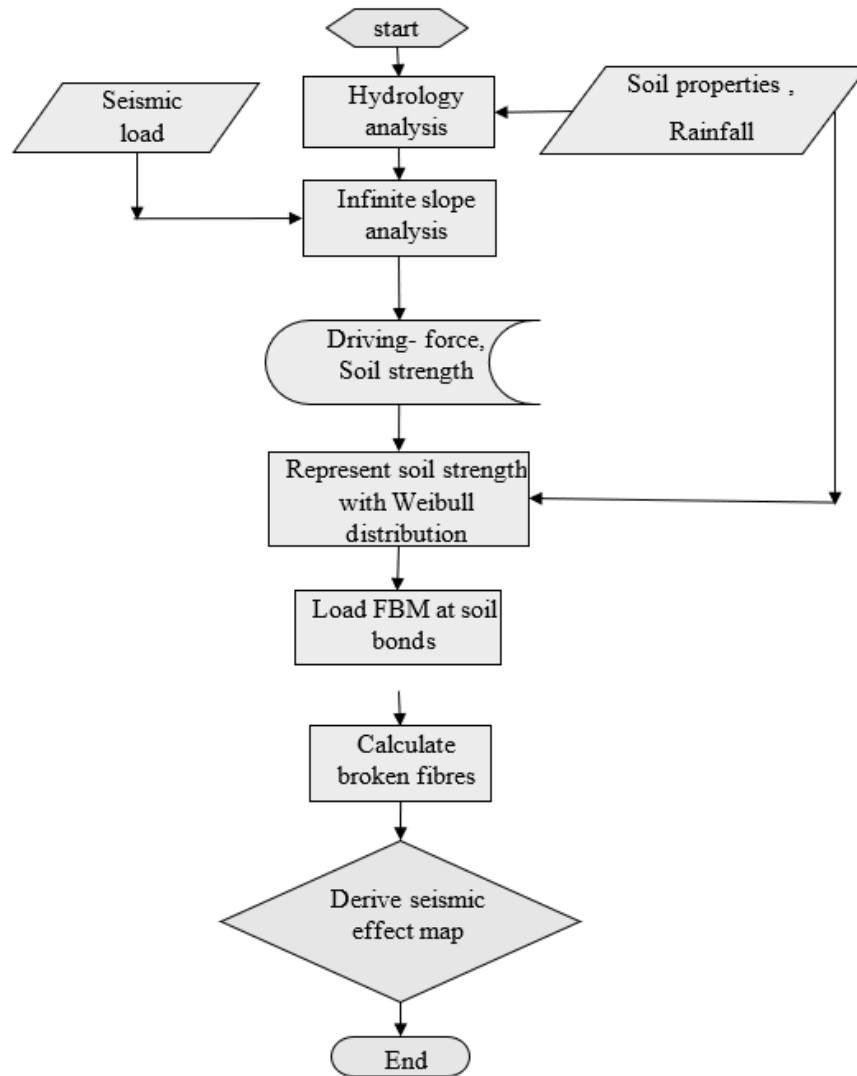 start
Seismic
load
Hydrology
analysis
Soil properties ,
Rainfall
Infinite slope
analysis
Driving- force,
Soil strength
Represent soil strength
with Weibull
distribution
Load FBM at soil
bonds
Calculate
broken fibres
Derive seismic
effect map
End